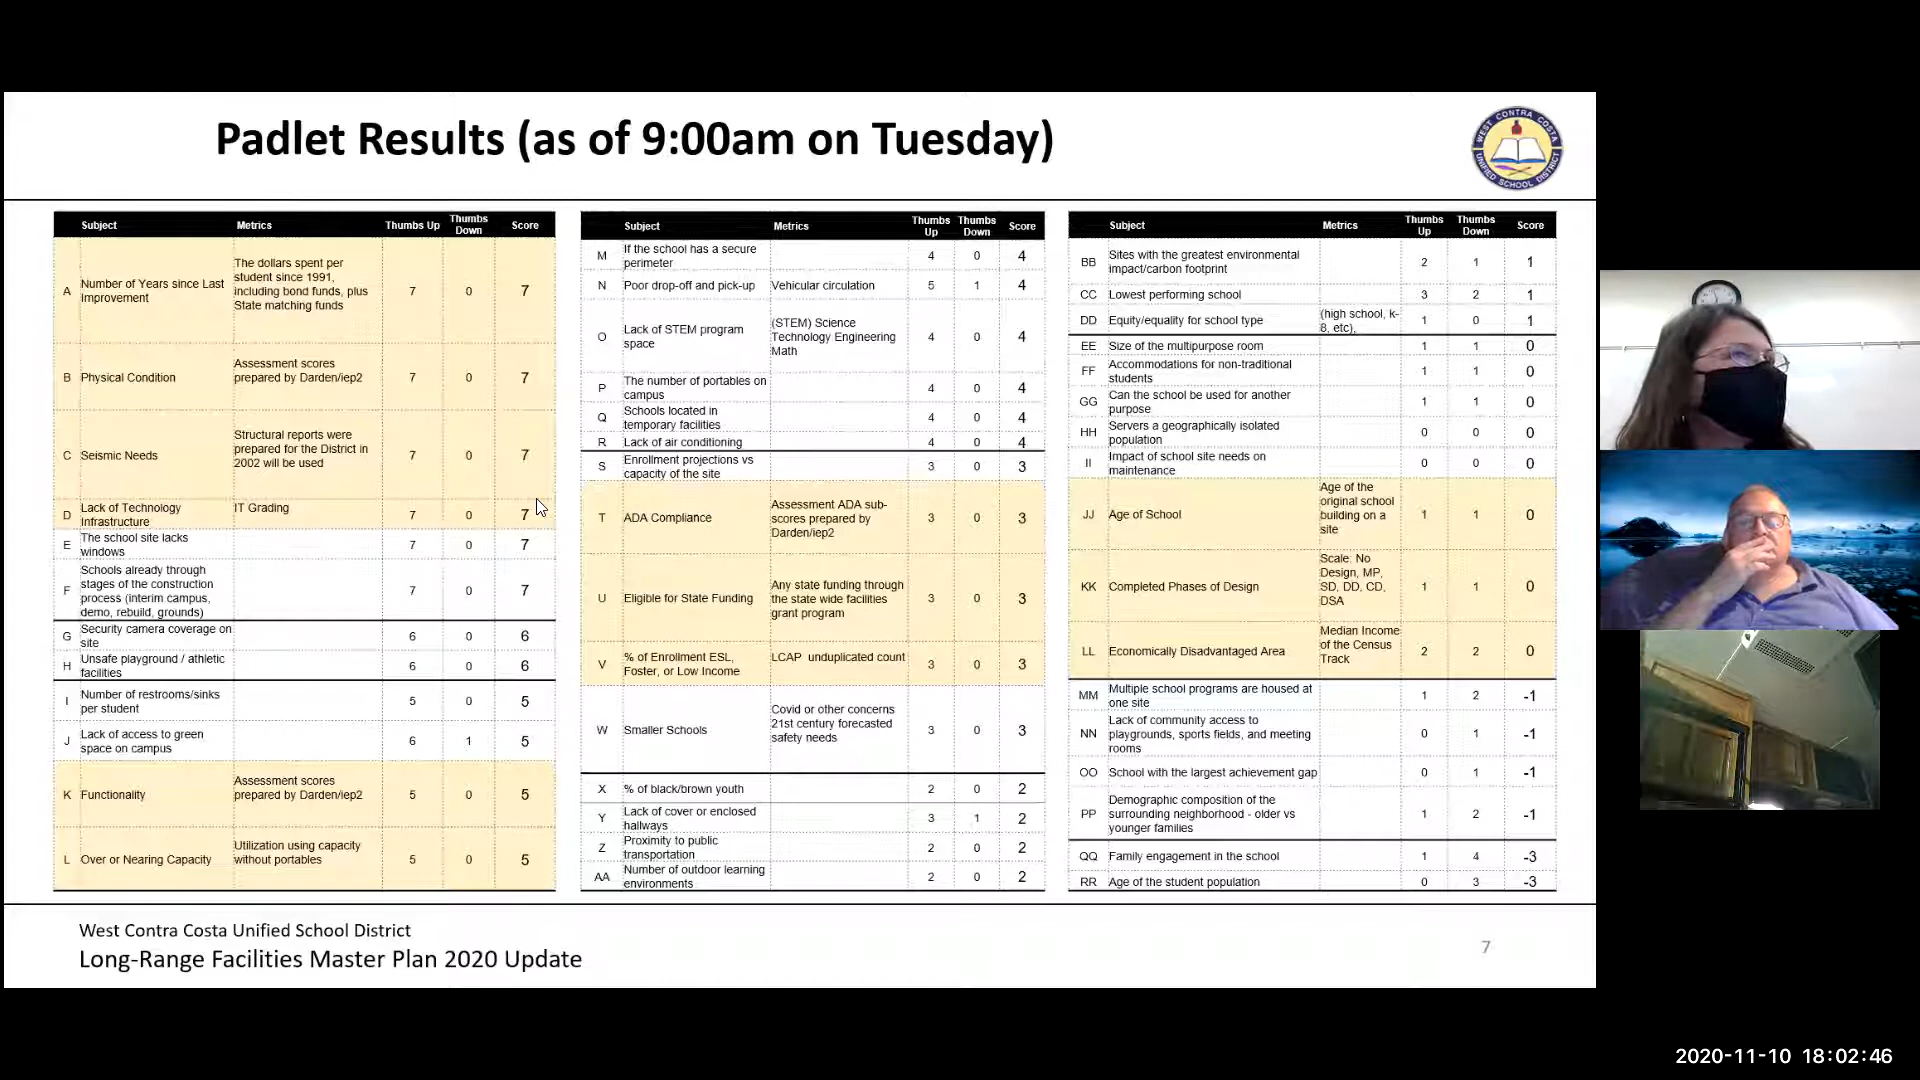 Padlet Results (as of 9:00am on Tuesday)
WEST CONTRA COSTA
UNIFIED SCHOOL DISTRICT
Subject Metrics Thumbs Up Thumbs Down Score
A Number of Years since Last Improvement The dollars spent per student since 1991, including bond funds, plus State matching funds 7 0 7
B Physical Condition Assessment scores prepared by Darden/iep2 7 0 7
C Seismic Needs Structural reports were prepared for the District in 2002 will be used 7 0 7
D Lack of Technology Infrastructure IT Grading 7 0 7
E The school site lacks windows 7 0 7
F Schools already through stages of the construction process (interim campus, demo, rebuild, grounds) 7 0 7
G Security camera coverage on site 6 0 6
H Unsafe playground / athletic facilities 6 0 6
I Number of restrooms/sinks per student 5 0 5
J Lack of access to green space on campus 6 1 5
K Functionality Assessment scores prepared by Darden/iep2 5 0 5
L Over or Nearing Capacity Utilization using capacity without portables 5 0 5
Subject Metrics Thumbs Up Thumbs Down Score
M If the school has a secure perimeter 4 0 4
N Poor drop-off and pick-up Vehicular circulation 5 1 4
O Lack of STEM program space (STEM) Science Technology Engineering Math 4 0 4
P The number of portables on campus 4 0 4
Q Schools located in temporary facilities 4 0 4
R Lack of air conditioning 4 0 4
S Enrollment projections vs capacity of the site 3 0 3
T ADA Compliance Assessment ADA sub-scores prepared by Darden/iep2 3 0 3
U Eligible for State Funding Any state funding through the state wide facilities grant program 3 0 3
V % of Enrollment ESL, Foster, or Low Income LCAP unduplicated count 3 0 3
W Smaller Schools Covid or other concerns 21st century forecasted safety needs 3 0 3
X % of black/brown youth 2 0 2
Y Lack of cover or enclosed hallways 3 1 2
Z Proximity to public transportation 2 0 2
AA Number of outdoor learning environments 2 0 2
Subject Metrics Thumbs Up Thumbs Down Score
BB Sites with the greatest environmental impact/carbon footprint 2 1 1
CC Lowest performing school 3 2 1
DD Equity/equality for school type (high school, k-8, etc), 1 0 1
EE Size of the multipurpose room 1 1 0
FF Accommodations for non-traditional students 1 1 0
GG Can the school be used for another purpose 1 1 0
HH Servers a geographically isolated population 0 0 0
II Impact of school site needs on maintenance 0 0 0
JJ Age of School Age of the original school building on a site 1 1 0
KK Completed Phases of Design Scale: No Design, MP, SD, DD, CD, DSA 1 1 0
LL Economically Disadvantaged Area Median Income of the Census Track 2 2 0
MM Multiple school programs are housed at one site 1 2 -1
NN Lack of community access to playgrounds, sports fields, and meeting rooms 0 1 -1
OO School with the largest achievement gap 0 1 -1
PP Demographic composition of the surrounding neighborhood - older vs younger families 1 2 -1
QQ Family engagement in the school 1 4 -3
RR Age of the student population 0 3 -3
West Contra Costa Unified School District
Long-Range Facilities Master Plan 2020 Update
7
2020-11-10 18:02:46